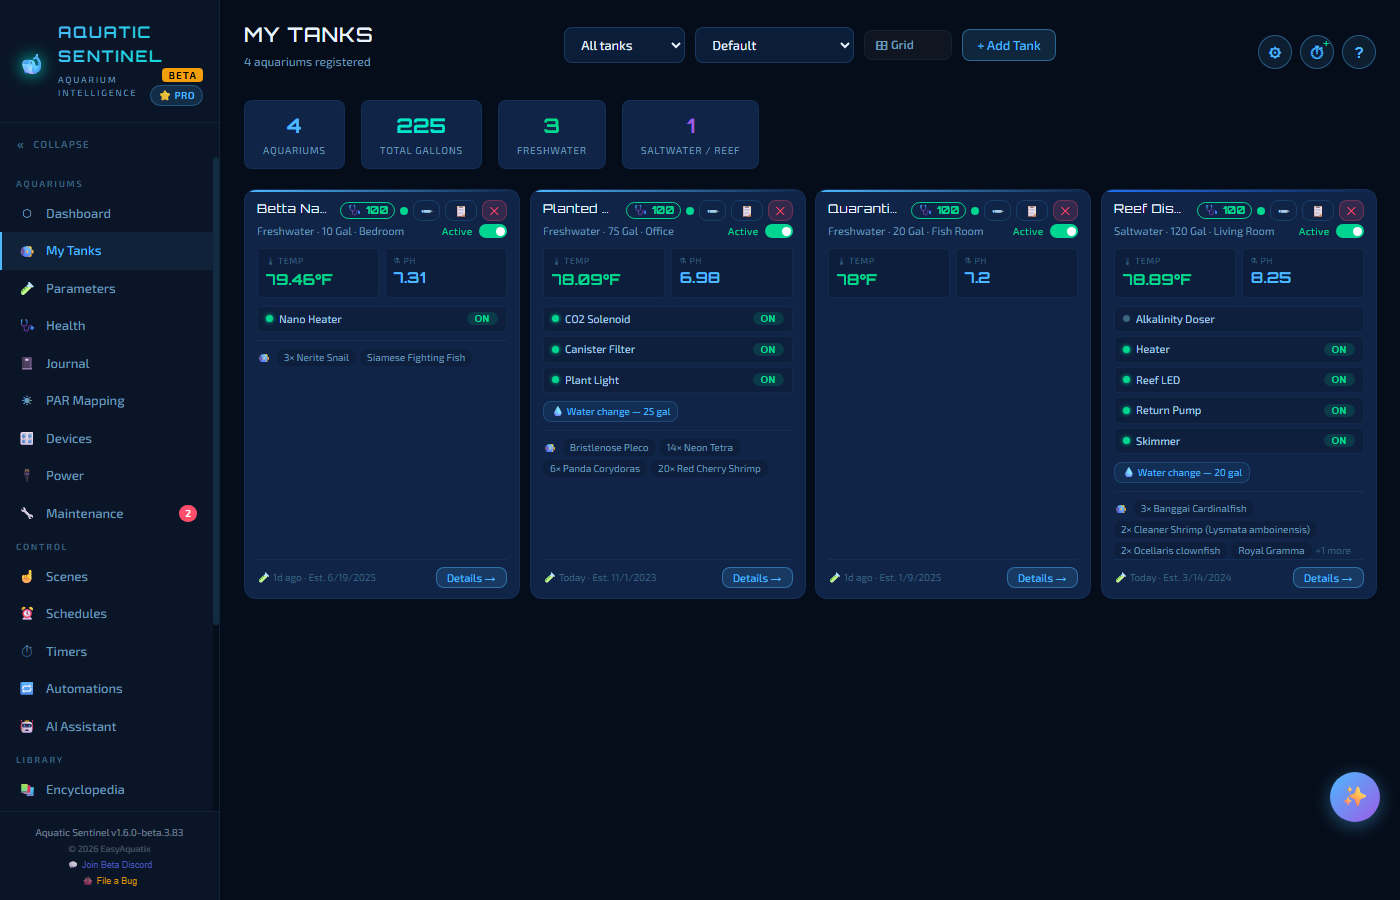 AQUATIC
SENTINEL
AQUARIUM
INTELLIGENCE
BETA
⭐ PRO
« COLLAPSE
AQUARIUMS
Dashboard
My Tanks
Parameters
Health
Journal
PAR Mapping
Devices
Power
Maintenance 2
CONTROL
Scenes
Schedules
Timers
Automations
AI Assistant
LIBRARY
Encyclopedia
Aquatic Sentinel v1.6.0-beta.3.83
© 2026 EasyAquatix
Join Beta Discord
File a Bug
MY TANKS
4 aquariums registered
All tanks
Default
Grid
+ Add Tank
?
4
AQUARIUMS
225
TOTAL GALLONS
3
FRESHWATER
1
SALTWATER / REEF
Betta Na... 100
Freshwater · 10 Gal · Bedroom Active
TEMP
79.46°F
PH
7.31
Nano Heater ON
3× Nerite Snail Siamese Fighting Fish
1d ago · Est. 6/19/2025 Details →
Planted ... 100
Freshwater · 75 Gal · Office Active
TEMP
78.09°F
PH
6.98
CO2 Solenoid ON
Canister Filter ON
Plant Light ON
Water change — 25 gal
Bristlenose Pleco 14× Neon Tetra
6× Panda Corydoras 20× Red Cherry Shrimp
Today · Est. 11/1/2023 Details →
Quaranti... 100
Freshwater · 20 Gal · Fish Room Active
TEMP
78°F
PH
7.2
1d ago · Est. 1/9/2025 Details →
Reef Dis... 100
Saltwater · 120 Gal · Living Room Active
TEMP
78.89°F
PH
8.25
Alkalinity Doser
Heater ON
Reef LED ON
Return Pump ON
Skimmer ON
Water change — 20 gal
3× Banggai Cardinalfish
2× Cleaner Shrimp (Lysmata amboinensis)
2× Ocellaris clownfish Royal Gramma +1 more
Today · Est. 3/14/2024 Details →